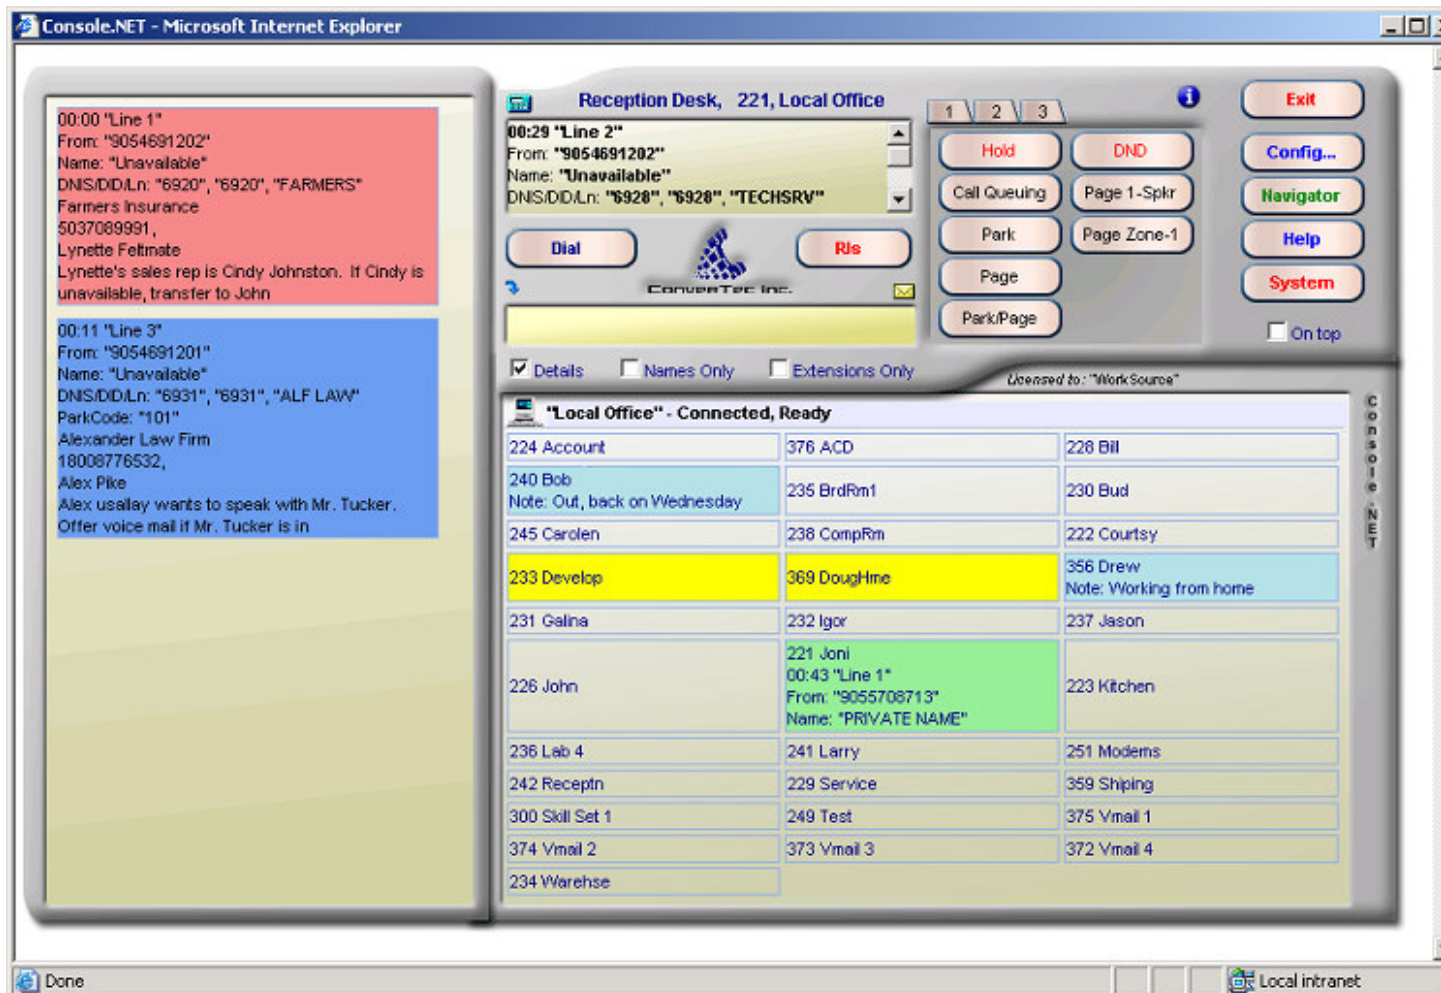 Console.NET - Microsoft Internet Explorer
00:00 "Line 1"
From: "9054691202"
Name: "Unavailable"
DNIS/DID/Ln: "6920", "6920", "FARMERS"
Farmers Insurance
5037089991,
Lynette Feltmate
Lynette's sales rep is Cindy Johnston. If Cindy is
unavailable, transfer to John
00:11 "Line 3"
From: "9054691201"
Name: "Unavailable"
DNIS/DID/Ln: "6931", "6931", "ALF LAW"
ParkCode: "101"
Alexander Law Firm
18008776532,
Alex Pike
Alex usallay wants to speak with Mr. Tucker.
Offer voice mail if Mr. Tucker is in
Reception Desk, 221, Local Office
00:29 "Line 2"
From: "9054691202"
Name: "Unavailable"
DNIS/DID/Ln: "6928", "6928", "TECHSRV"
Dial
Rls
ConverTec Inc.
1 2 3
Hold DND
Call Queuing Page 1-Spkr
Park Page Zone-1
Page
Park/Page
Exit
Config...
Navigator
Help
System
On top
Details Names Only Extensions Only
Licensed to: "WorkSource"
"Local Office" - Connected, Ready
224 Account 376 ACD 228 Bill
240 Bob
Note: Out, back on Wednesday
235 BrdRm1 230 Bud
245 Carolen 238 CompRm 222 Courtsy
233 Develop 369 DougHme
356 Drew
Note: Working from home
231 Galina 232 Igor 237 Jason
226 John
221 Joni
00:43 "Line 1"
From: "9055708713"
Name: "PRIVATE NAME"
223 Kitchen
236 Lab 4 241 Larry 251 Modems
242 Receptn 229 Service 359 Shiping
300 Skill Set 1 249 Test 375 Vmail 1
374 Vmail 2 373 Vmail 3 372 Vmail 4
234 Warehse
Console.NET
Done
Local intranet